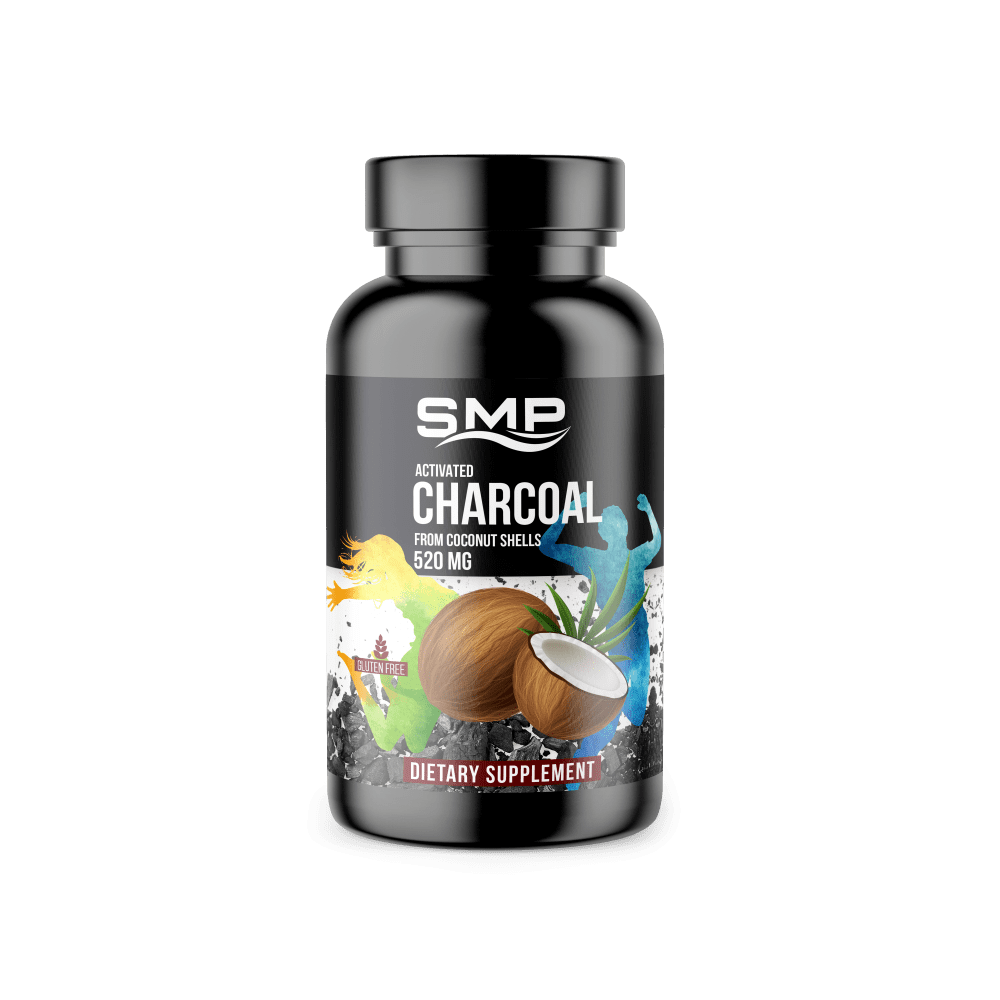 SMP
ACTIVATED
CHARCOAL
FROM COCONUT SHELLS
520 MG
GLUTEN FREE
DIETARY SUPPLEMENT